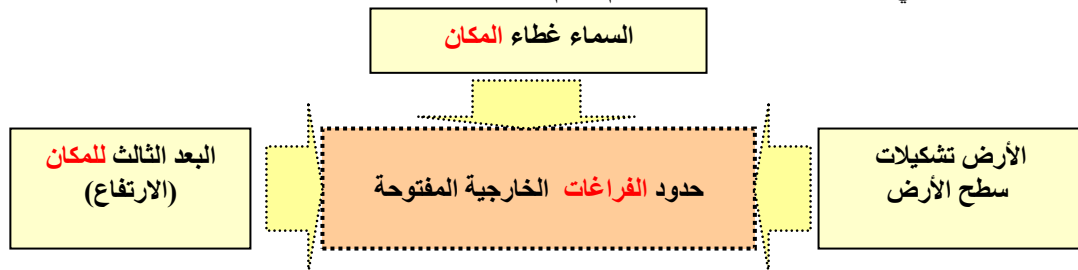 السماء غطاء المكان
الأرض تشكيلات
سطح الأرض
حدود الفراغات الخارجية المفتوحة
البعد الثالث للمكان
(الارتفاع)